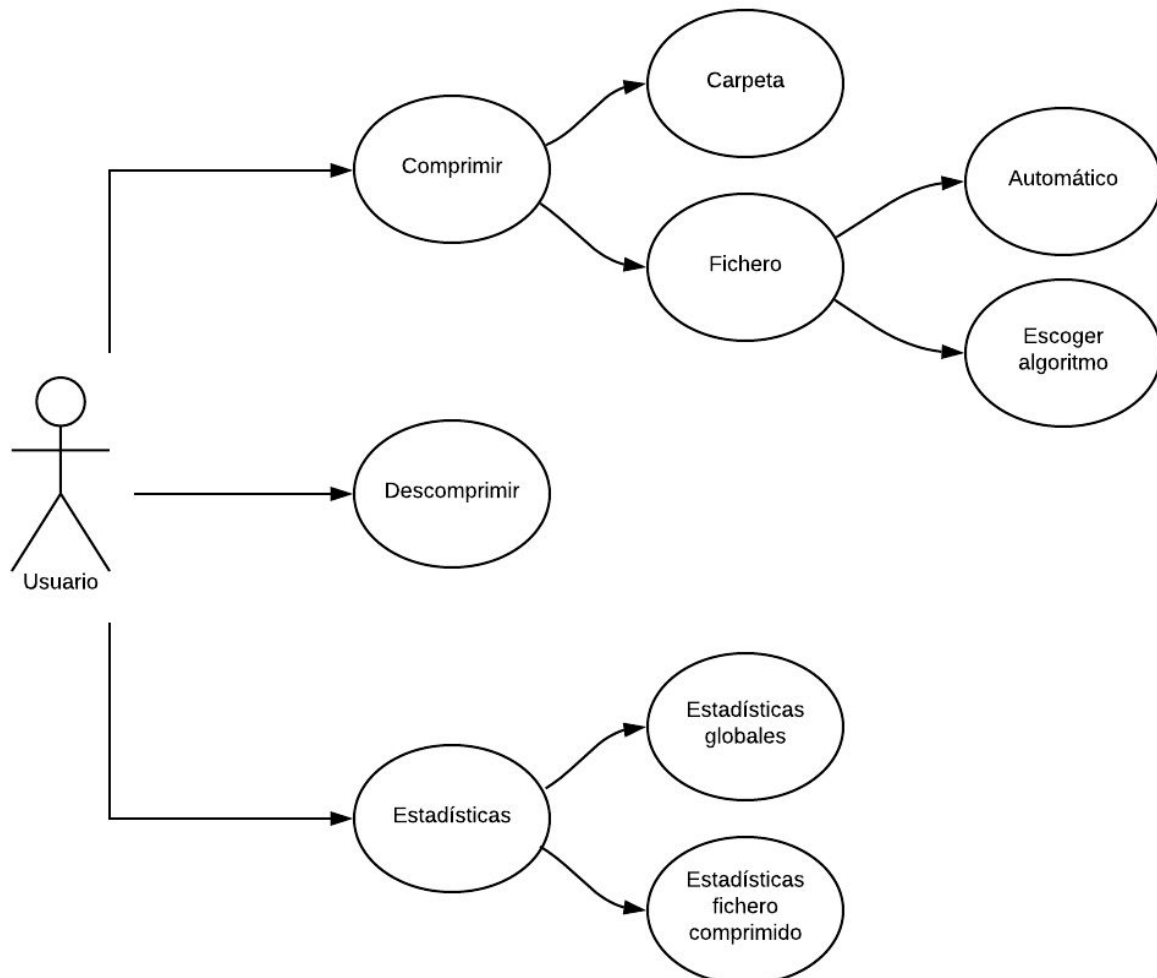 Carpeta
Comprimir
Automático
Fichero
Escoger
algoritmo
Descomprimir
Usuario
Estadísticas
globales
Estadísticas
Estadísticas
fichero
comprimido